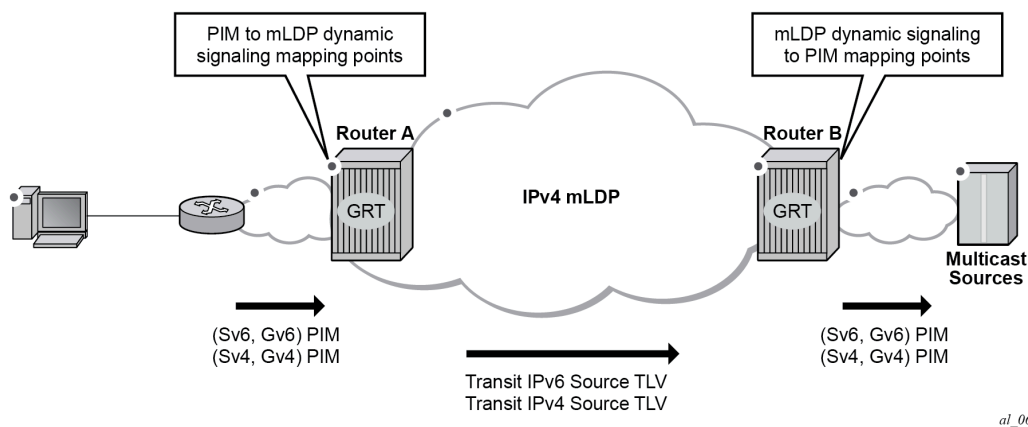 PIM to mLDP dynamic
signaling mapping points
mLDP dynamic signaling
to PIM mapping points
Router A
Router B
GRT
IPv4 mLDP
GRT
Multicast
Sources
(Sv6, Gv6) PIM
(Sv4, Gv4) PIM
(Sv6, Gv6) PIM
(Sv4, Gv4) PIM
Transit IPv6 Source TLV
Transit IPv4 Source TLV